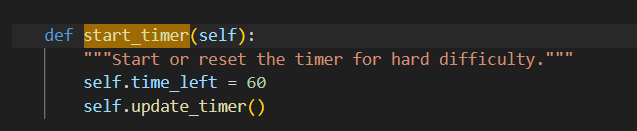 def start_timer(self):
"""Start or reset the timer for hard difficulty."""
self.time_left = 60
self.update_timer()